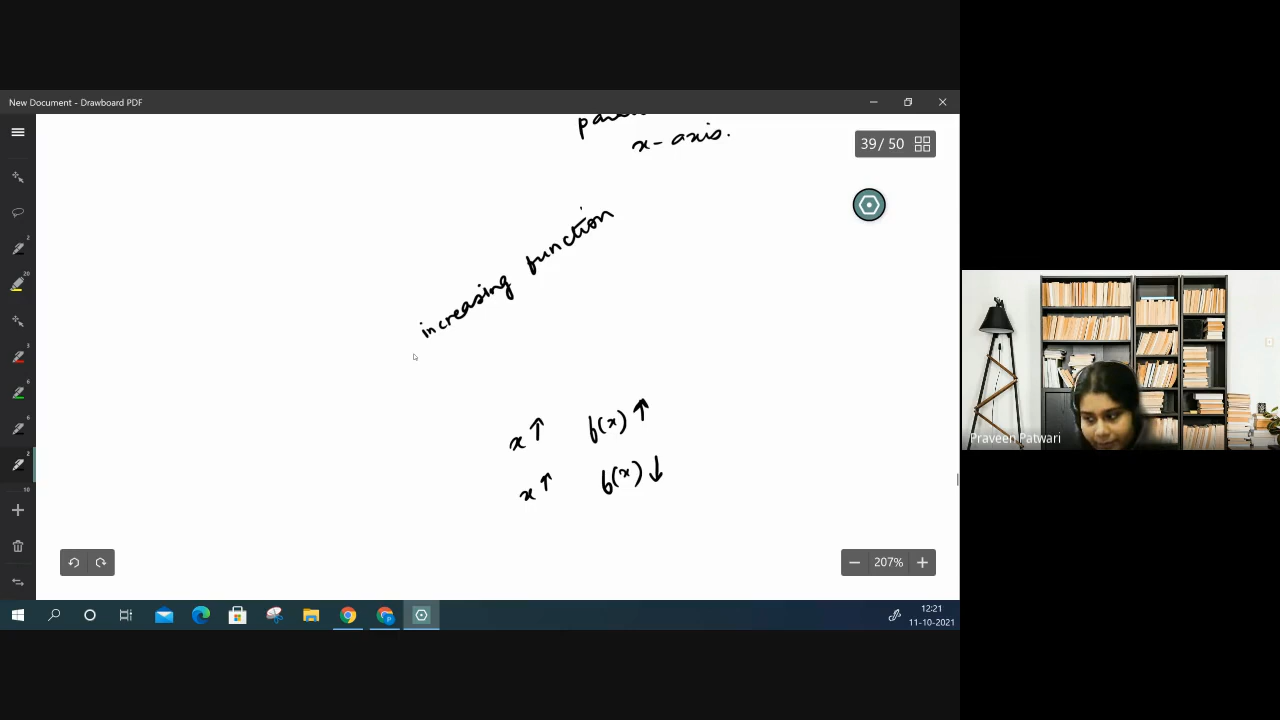 New Document - Drawboard PDF
x-axis.
39 / 50
increasing function
x↑ f(x)↑
x↑ f(x)↓
Praveen Patwari
207%
12:21
11-10-2021